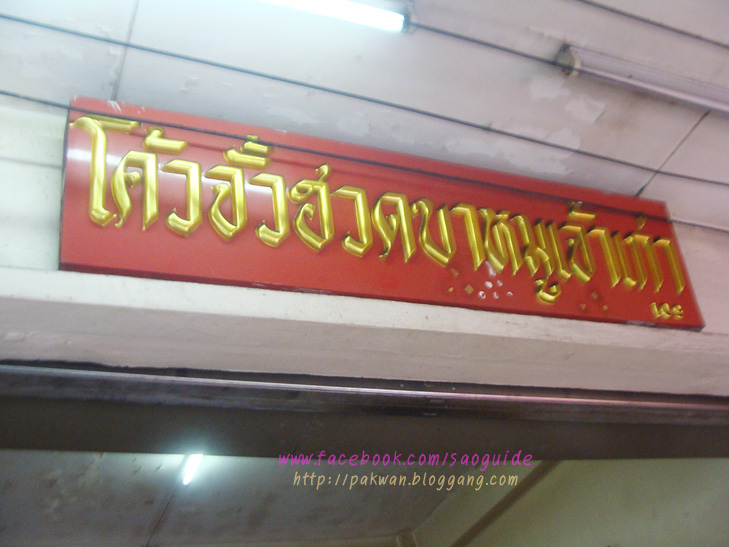 โค้วจั้วฮวดขาหมูเจ้าเก่า
www.facebook.com/saoguide
http://pakwan.bloggang.com